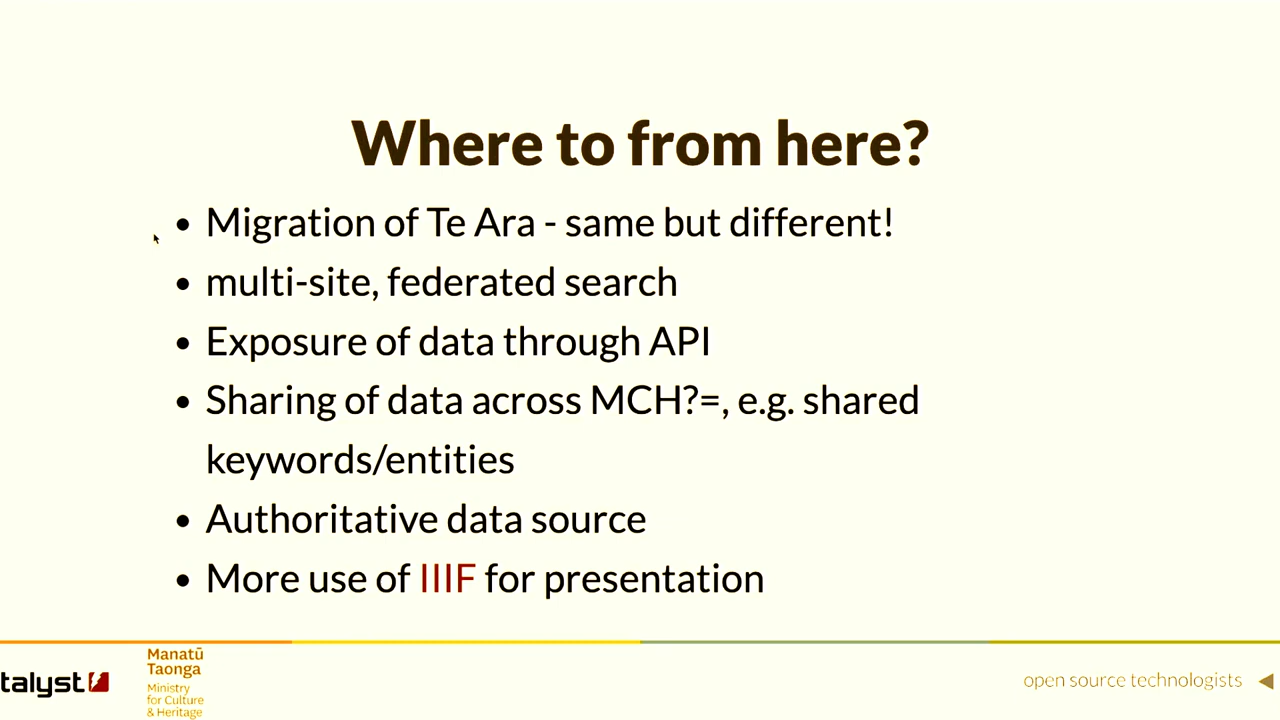 Where to from here?
Migration of Te Ara - same but different!
multi-site, federated search
Exposure of data through API
Sharing of data across MCH?=, e.g. shared
keywords/entities
Authoritative data source
More use of IIIF for presentation
talyst
Manatū
Taonga
Ministry
for Culture
& Heritage
open source technologists